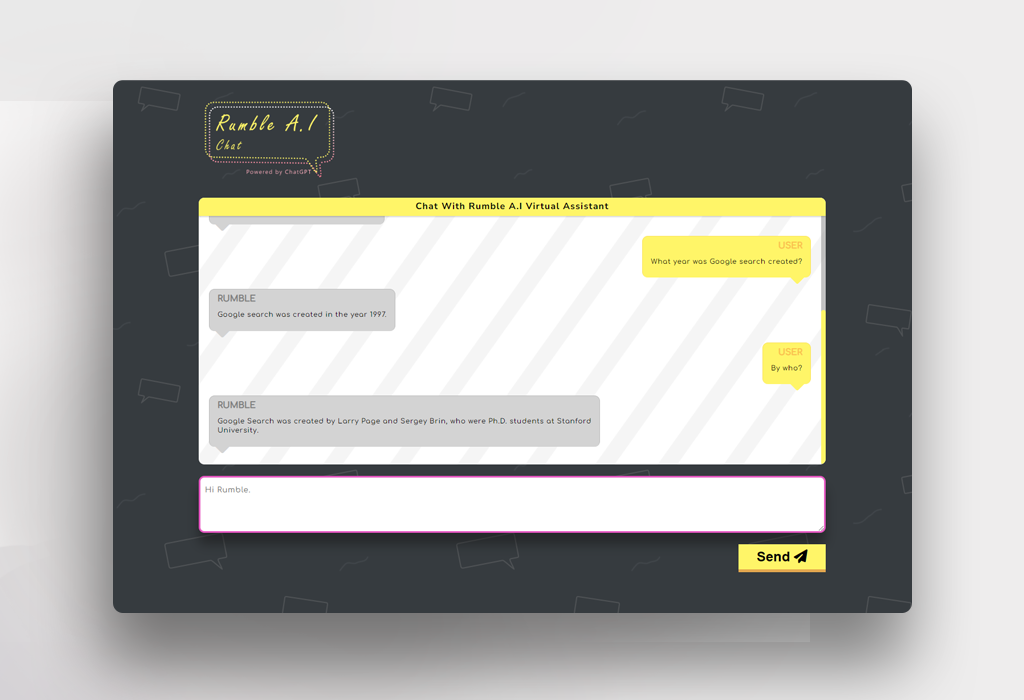 Rumble A.I
Chat
Powered by ChatGPT
Chat With Rumble A.I Virtual Assistant
USER
What year was Google search created?
RUMBLE
Google search was created in the year 1997.
USER
By who?
RUMBLE
Google Search was created by Larry Page and Sergey Brin, who were Ph.D. students at Stanford
University.
Hi Rumble.
Send